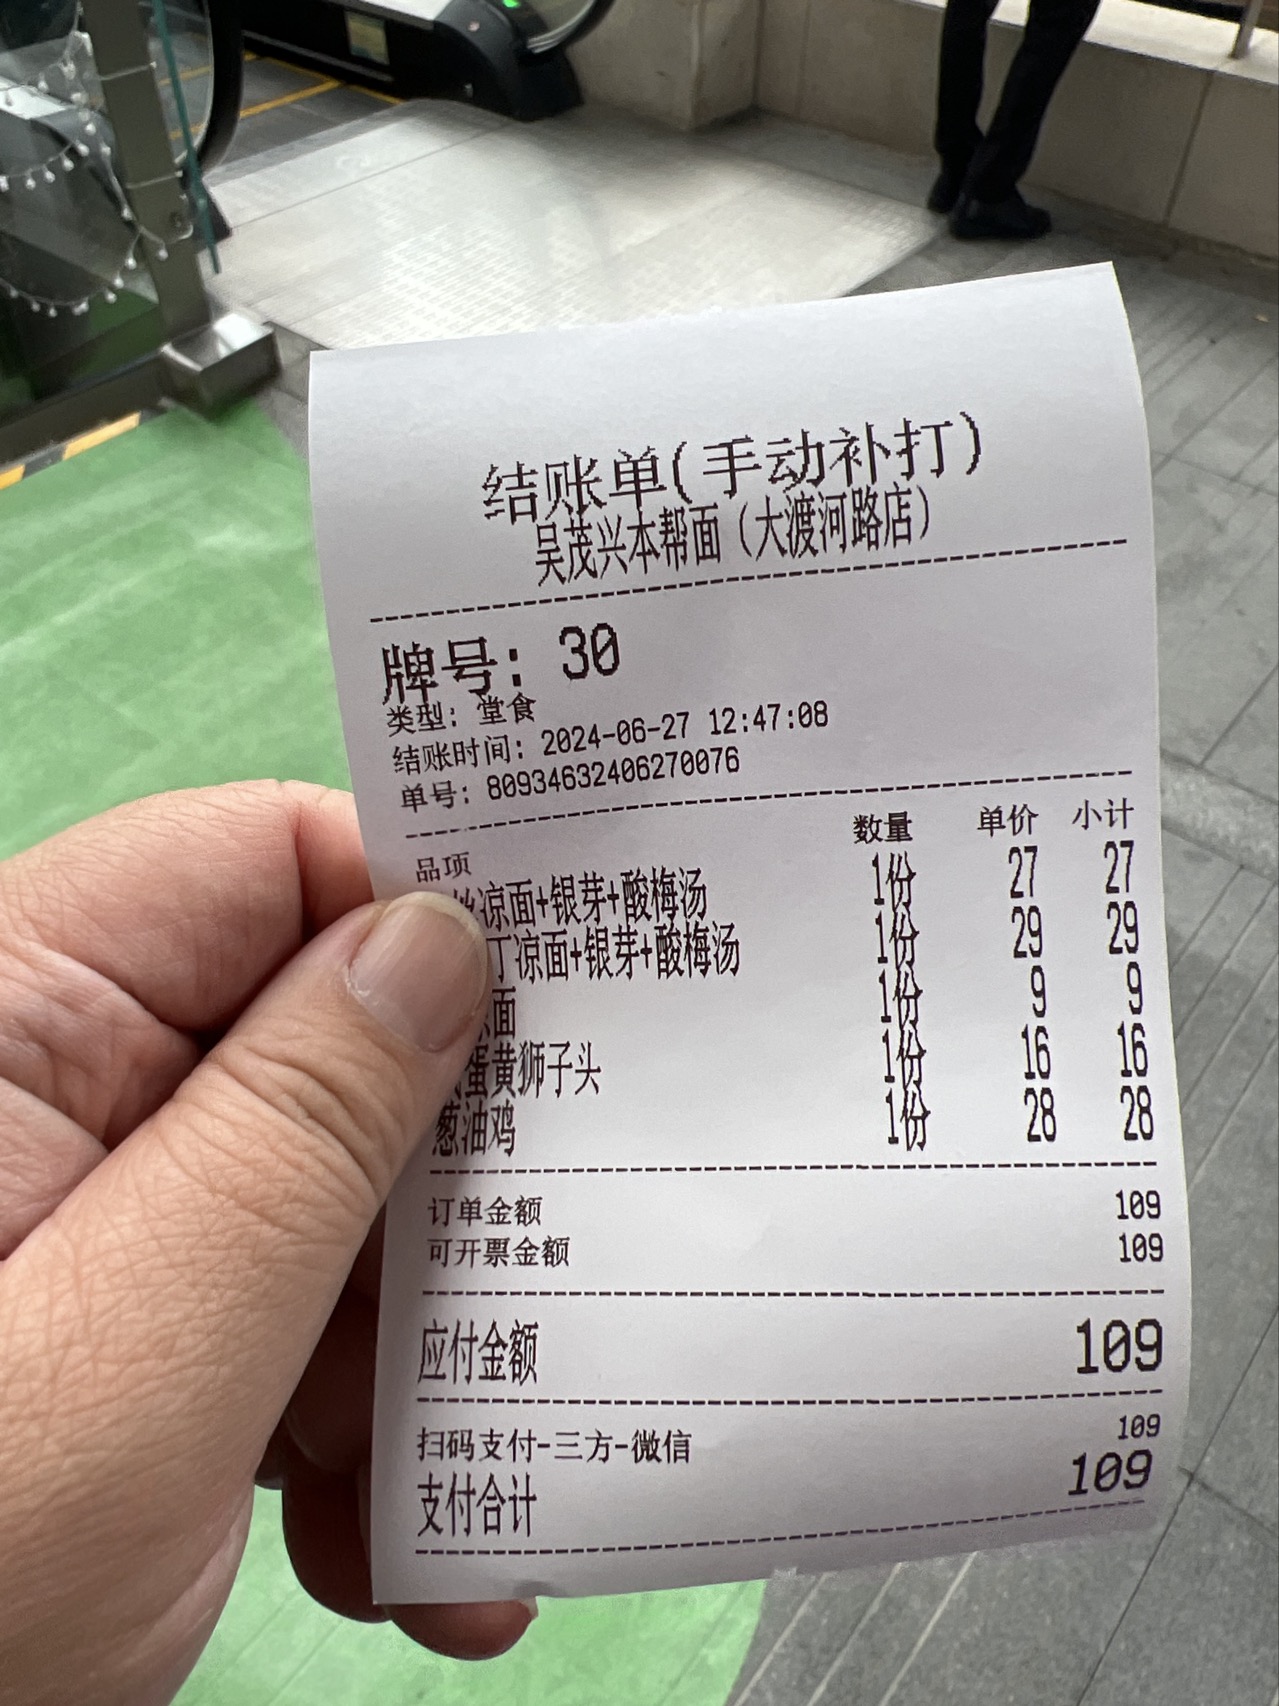 结账单(手动补打)
吴茂兴本帮面（大渡河路店）
牌号: 30
类型: 堂食
结账时间: 2024-06-27 12:47:08
单号: 80934632406270076
品项 数量 单价 小计
凉面+银芽+酸梅汤 1份 27 27
丁凉面+银芽+酸梅汤 1份 29 29
面 1份 9 9
蛋黄狮子头 1份 16 16
葱油鸡 1份 28 28
订单金额 109
可开票金额 109
应付金额 109
扫码支付-三方-微信 109
支付合计 109